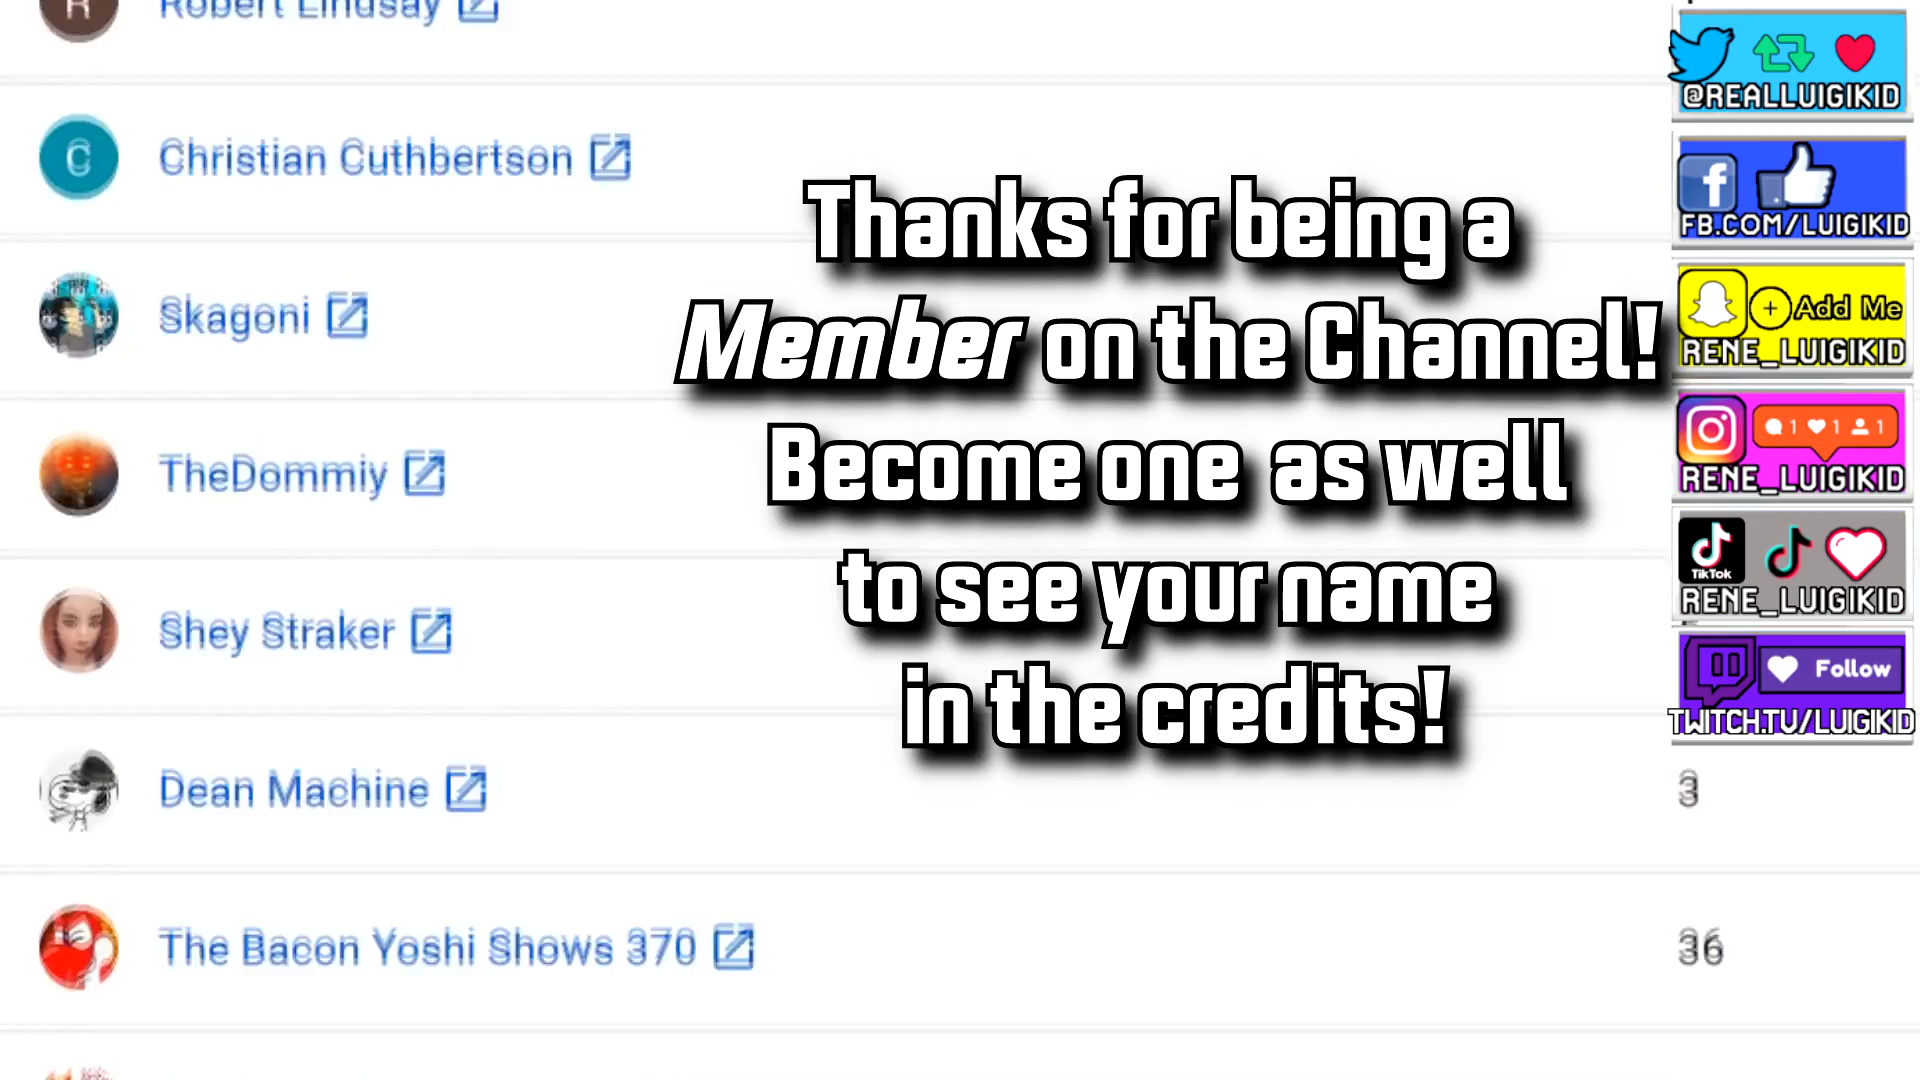 Robert Lindsay
@REALLUIGIKID
C
Christian Cuthbertson
Thanks for being a
FB.COM/LUIGIKID
Skagoni
Member on the Channel!
+ Add Me
RENE_LUIGIKID
TheDommiy
Become one as well
1 1 1
RENE_LUIGIKID
Shey Straker
to see your name
TikTok
RENE_LUIGIKID
in the credits!
Follow
TWITCH.TV/LUIGIKID
Dean Machine
3
The Bacon Yoshi Shows 370
36